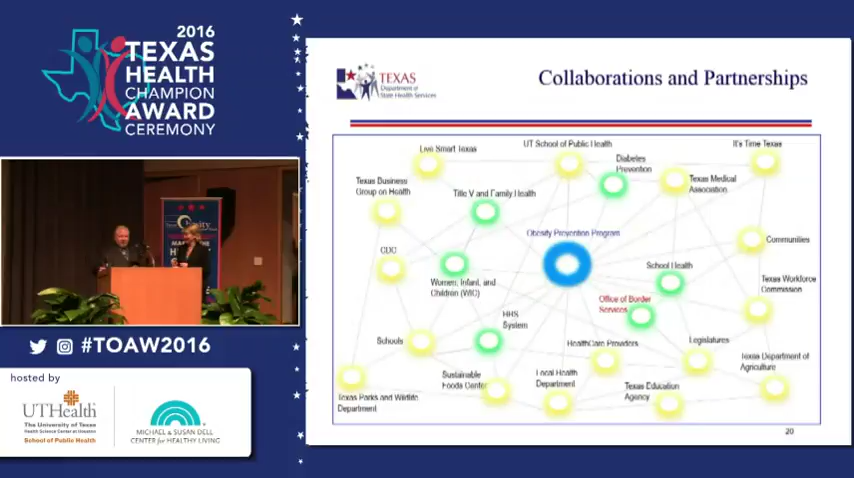 2016
TEXAS
HEALTH
CHAMPION
AWARD
CEREMONY
#TOAW2016
hosted by
UTHealth
The University of Texas
Health Science Center at Houston
School of Public Health
MICHAEL & SUSAN DELL
CENTER for HEALTHY LIVING
TEXAS
Department of
State Health Services
Collaborations and Partnerships
Live Smart Texas
UT School of Public Health
It's Time Texas
Diabetes
Prevention
Texas Business
Group on Health
Title V and Family Health
Texas Medical
Association
Obesity Prevention Program
Communities
CDC
School Health
Women, Infant, and
Children (WIC)
Texas Workforce
Commission
Office of Border
Services
HHS
System
Schools
HealthCare Providers
Legislatures
Texas Department of
Agriculture
Sustainable
Foods Center
Local Health
Department
Texas Education
Agency
Texas Parks and Wildlife
Department
20